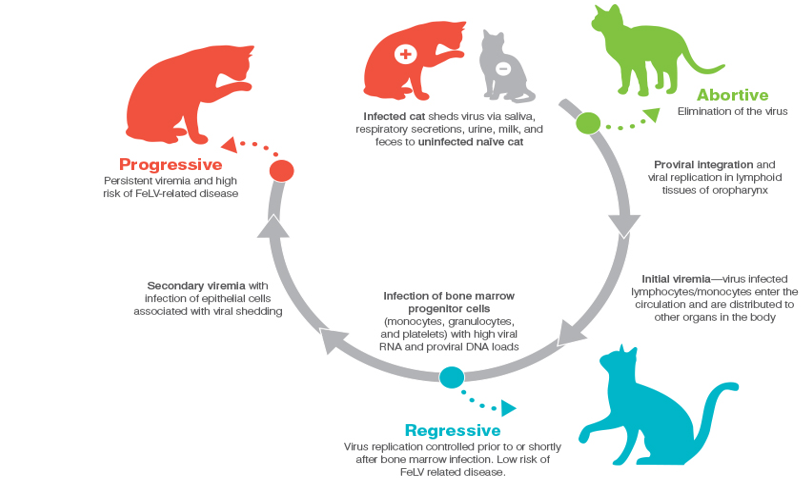 Infected cat sheds virus via saliva,
respiratory secretions, urine, milk, and
feces to uninfected naïve cat
Abortive
Elimination of the virus
Proviral integration and
viral replication in lymphoid
tissues of oropharynx
Initial viremia—virus infected
lymphocytes/monocytes enter the
circulation and are distributed to
other organs in the body
Infection of bone marrow
progenitor cells
(monocytes, granulocytes,
and platelets) with high viral
RNA and proviral DNA loads
Regressive
Virus replication controlled prior to or shortly
after bone marrow infection. Low risk of
FeLV related disease.
Secondary viremia with
infection of epithelial cells
associated with viral shedding
Progressive
Persistent viremia and high
risk of FeLV-related disease